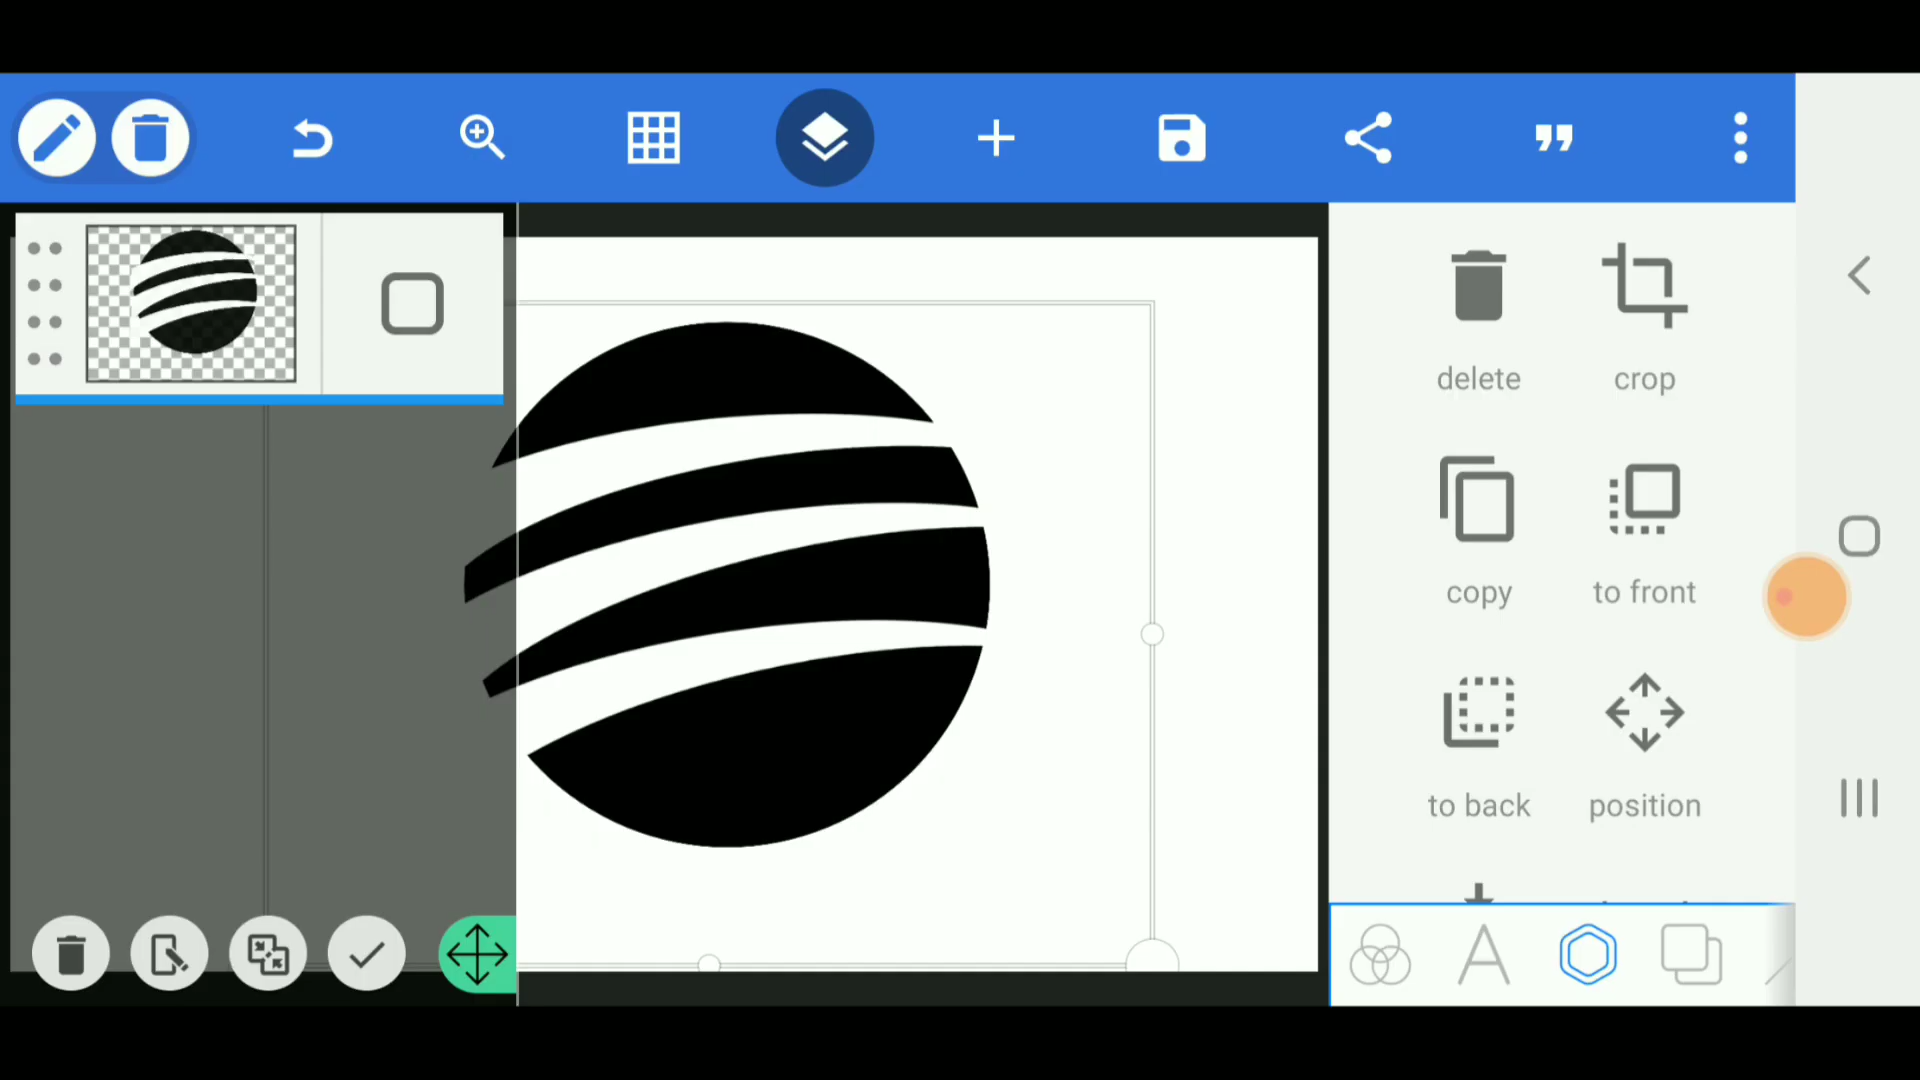 delete
crop
copy
to front
to back
position